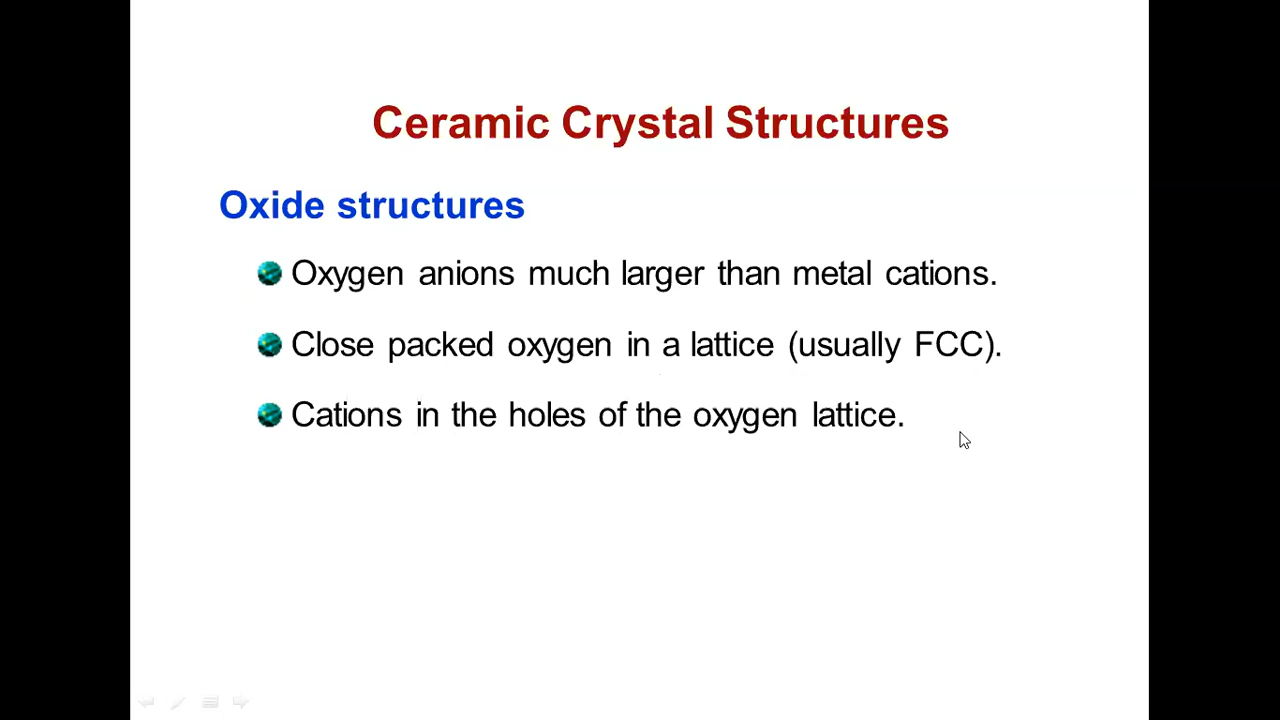 Ceramic Crystal Structures
Oxide structures
Oxygen anions much larger than metal cations.
Close packed oxygen in a lattice (usually FCC).
Cations in the holes of the oxygen lattice.